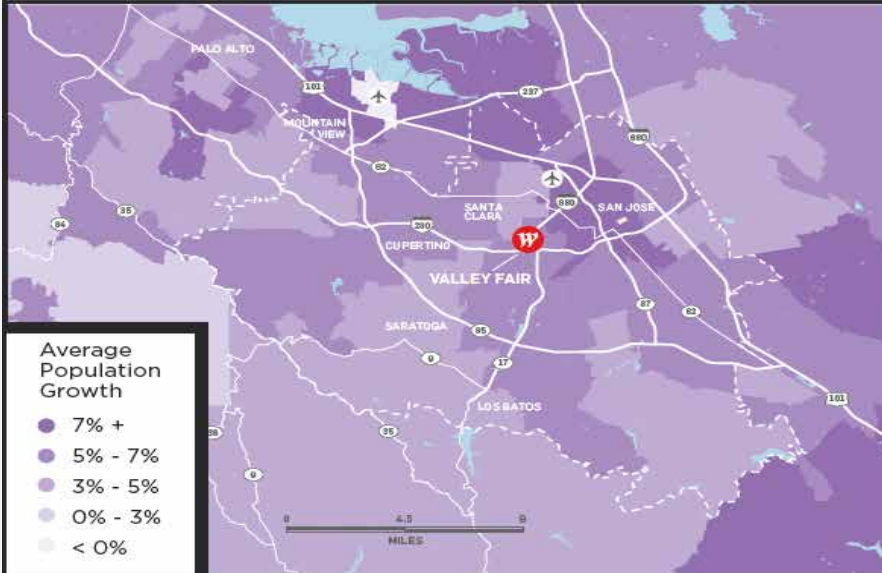 PALO ALTO
101
237
MOUNTAIN
VIEW
680
82
880
SANTA
CLARA
SAN JOSE
35
84
280
CUPERTINO
W
VALLEY FAIR
87
82
SARATOGA
85
9
17
LOS BATOS
101
35
9
0 4.5 9
MILES
Average
Population
Growth
7% +
5% - 7%
3% - 5%
0% - 3%
< 0%